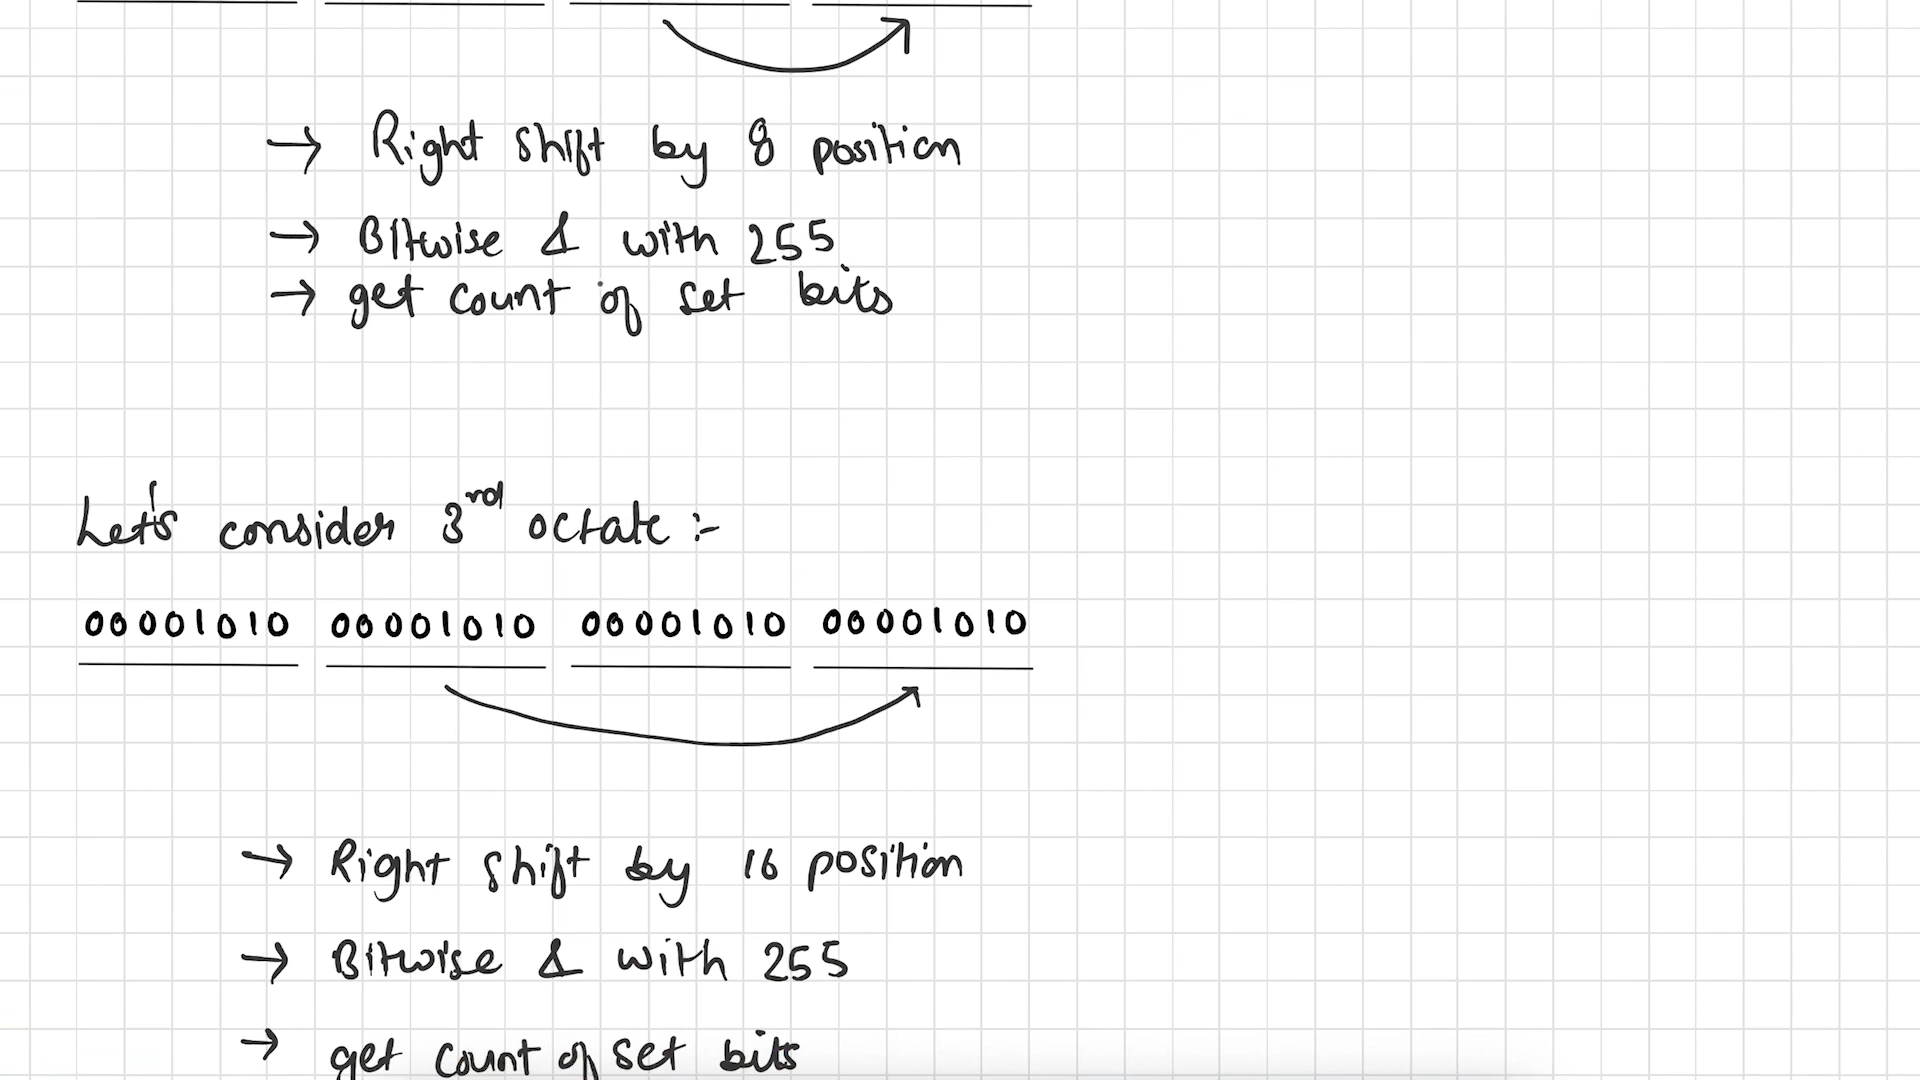 → Right shift by 8 position
→ Bitwise & with 255
→ get count of set bits
Let's consider 3rd octate :-
00001010 00001010 00001010 00001010
→ Right shift by 16 position
→ Bitwise & with 255
→ get count of set bits